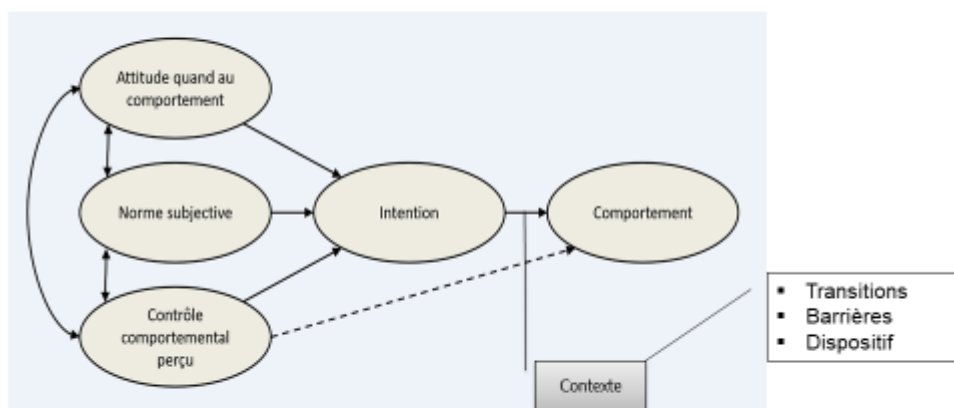 Attitude quand au
comportement
Norme subjective
Intention
Comportement
Contrôle
comportemental
perçu
Contexte
▪ Transitions
▪ Barrières
▪ Dispositif